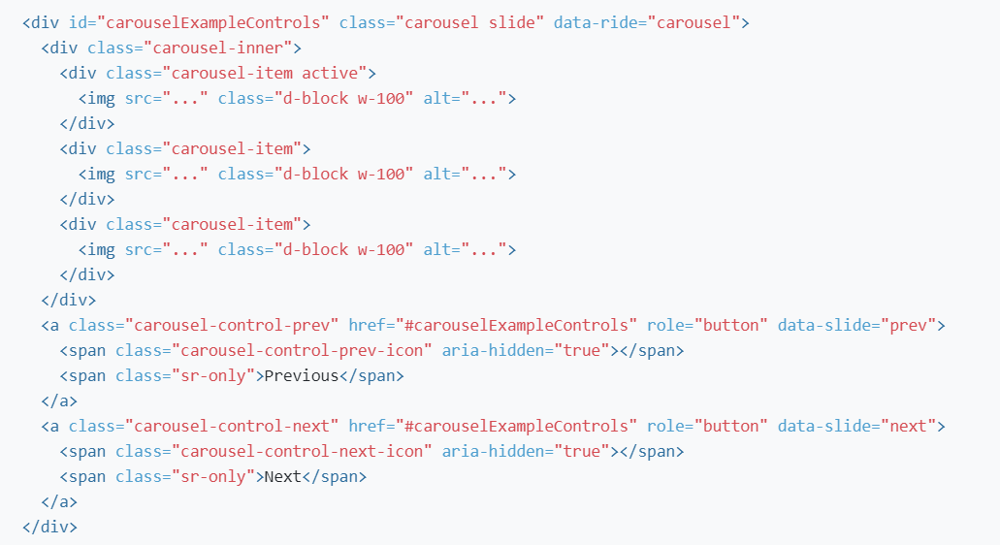 <div id="carouselExampleControls" class="carousel slide" data-ride="carousel">
  <div class="carousel-inner">
    <div class="carousel-item active">
      <img src="..." class="d-block w-100" alt="...">
    </div>
    <div class="carousel-item">
      <img src="..." class="d-block w-100" alt="...">
    </div>
    <div class="carousel-item">
      <img src="..." class="d-block w-100" alt="...">
    </div>
  </div>
  <a class="carousel-control-prev" href="#carouselExampleControls" role="button" data-slide="prev">
    <span class="carousel-control-prev-icon" aria-hidden="true"></span>
    <span class="sr-only">Previous</span>
  </a>
  <a class="carousel-control-next" href="#carouselExampleControls" role="button" data-slide="next">
    <span class="carousel-control-next-icon" aria-hidden="true"></span>
    <span class="sr-only">Next</span>
  </a>
</div>